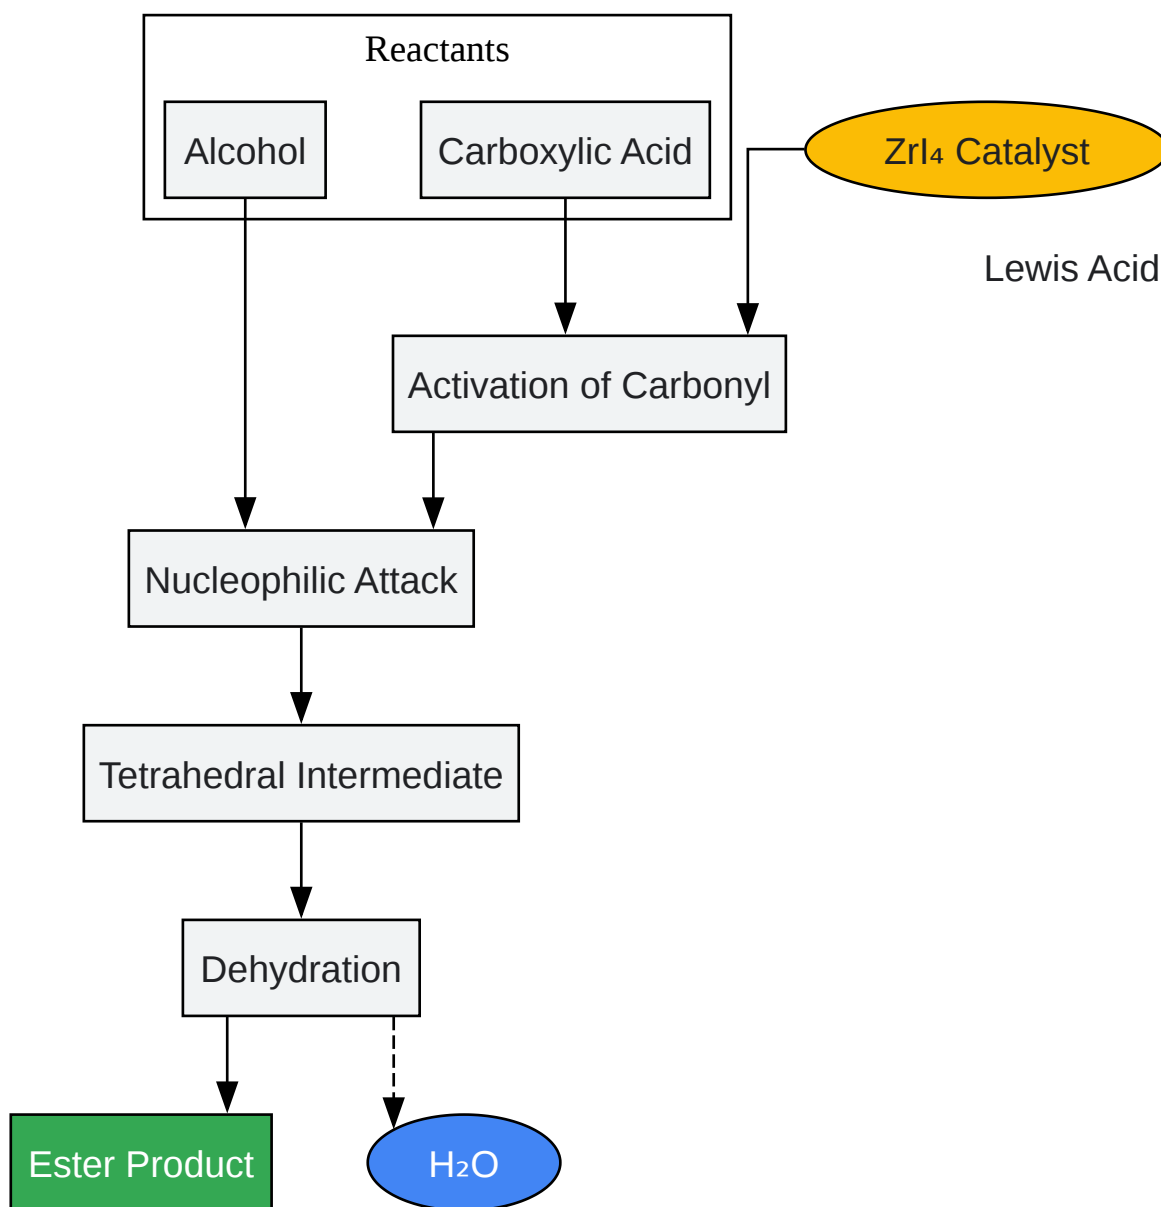 Reactants
Alcohol
Carboxylic Acid
ZrI₄ Catalyst
Lewis Acid
Activation of Carbonyl
Nucleophilic Attack
Tetrahedral Intermediate
Dehydration
Ester Product
H₂O